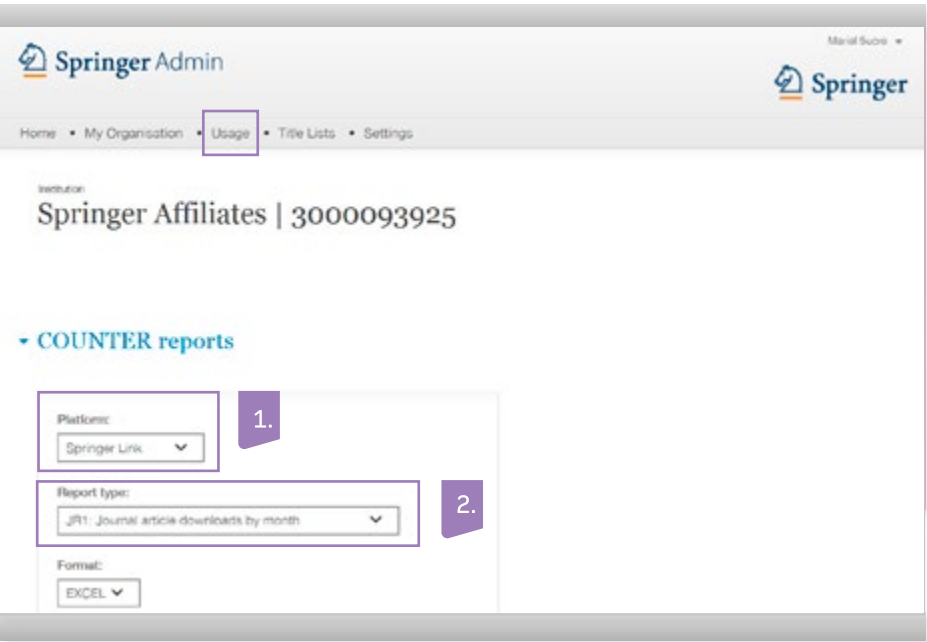 Springer Admin
Springer
Home • My Organisation • Usage • Title Lists • Settings
Institution
Springer Affiliates | 3000093925
COUNTER reports
Platform:
1.
Springer Link
Report type:
2.
JR1: Journal article downloads by month
Format:
EXCEL